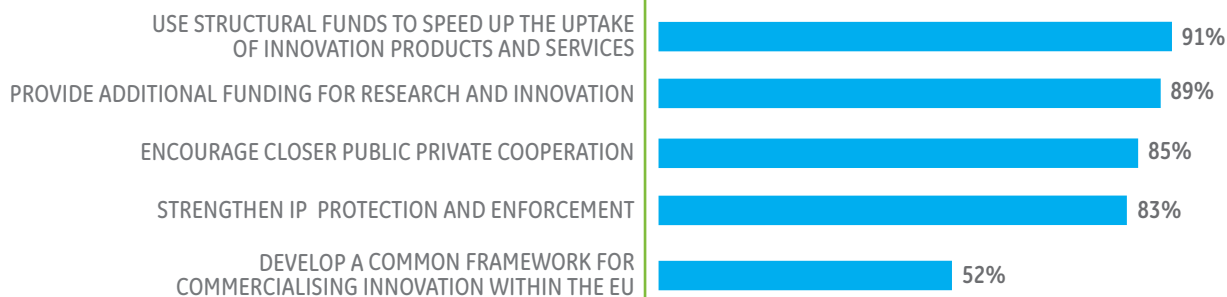 USE STRUCTURAL FUNDS TO SPEED UP THE UPTAKE
OF INNOVATION PRODUCTS AND SERVICES
91%
PROVIDE ADDITIONAL FUNDING FOR RESEARCH AND INNOVATION
89%
ENCOURAGE CLOSER PUBLIC PRIVATE COOPERATION
85%
STRENGTHEN IP PROTECTION AND ENFORCEMENT
83%
DEVELOP A COMMON FRAMEWORK FOR
COMMERCIALISING INNOVATION WITHIN THE EU
52%